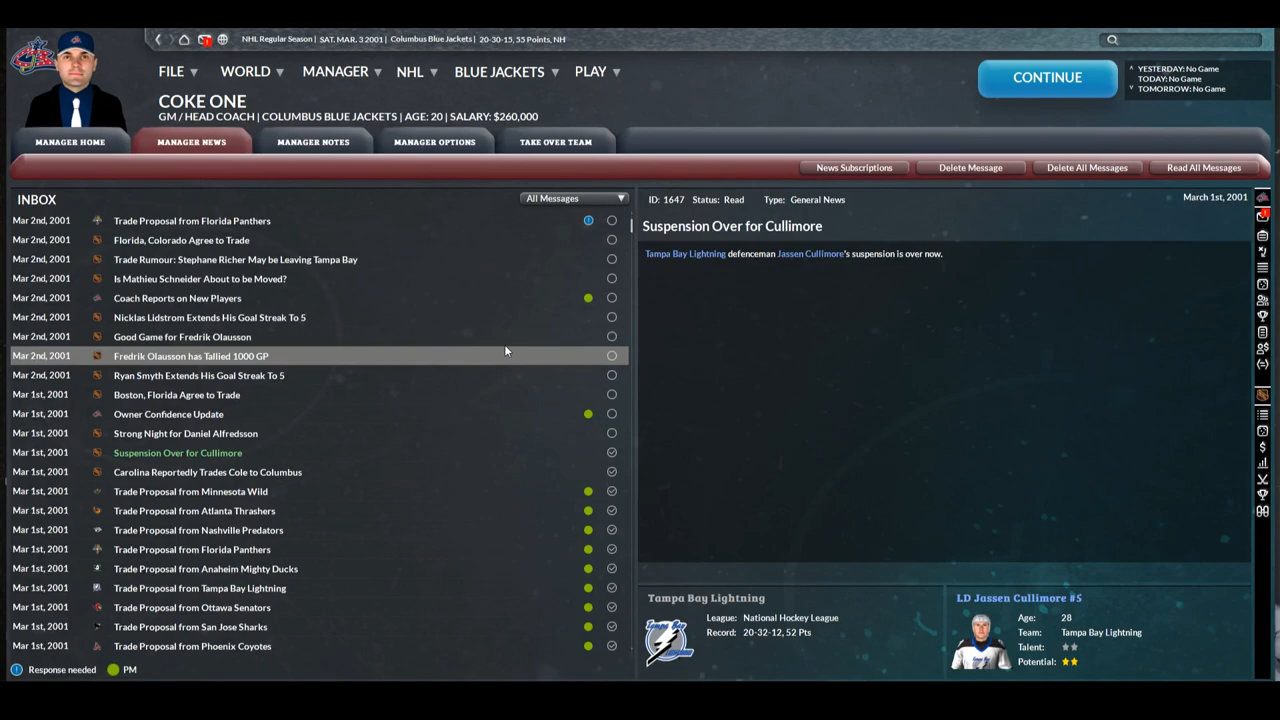 NHL Regular Season | SAT. MAR. 3 2001 | Columbus Blue Jackets | 20-30-15, 55 Points, NH
FILE WORLD MANAGER NHL BLUE JACKETS PLAY
CONTINUE
YESTERDAY: No Game
TODAY: No Game
TOMORROW: No Game
COKE ONE
GM / HEAD COACH | COLUMBUS BLUE JACKETS | AGE: 20 | SALARY: $260,000
MANAGER HOME MANAGER NEWS MANAGER NOTES MANAGER OPTIONS TAKE OVER TEAM
News Subscriptions Delete Message Delete All Messages Read All Messages
INBOX All Messages
Mar 2nd, 2001 Trade Proposal from Florida Panthers
Mar 2nd, 2001 Florida, Colorado Agree to Trade
Mar 2nd, 2001 Trade Rumour: Stephane Richer May be Leaving Tampa Bay
Mar 2nd, 2001 Is Mathieu Schneider About to be Moved?
Mar 2nd, 2001 Coach Reports on New Players
Mar 2nd, 2001 Nicklas Lidstrom Extends His Goal Streak To 5
Mar 2nd, 2001 Good Game for Fredrik Olausson
Mar 2nd, 2001 Fredrik Olausson has Tallied 1000 GP
Mar 2nd, 2001 Ryan Smyth Extends His Goal Streak To 5
Mar 1st, 2001 Boston, Florida Agree to Trade
Mar 1st, 2001 Owner Confidence Update
Mar 1st, 2001 Strong Night for Daniel Alfredsson
Mar 1st, 2001 Suspension Over for Cullimore
Mar 1st, 2001 Carolina Reportedly Trades Cole to Columbus
Mar 1st, 2001 Trade Proposal from Minnesota Wild
Mar 1st, 2001 Trade Proposal from Atlanta Thrashers
Mar 1st, 2001 Trade Proposal from Nashville Predators
Mar 1st, 2001 Trade Proposal from Florida Panthers
Mar 1st, 2001 Trade Proposal from Anaheim Mighty Ducks
Mar 1st, 2001 Trade Proposal from Tampa Bay Lightning
Mar 1st, 2001 Trade Proposal from Ottawa Senators
Mar 1st, 2001 Trade Proposal from San Jose Sharks
Mar 1st, 2001 Trade Proposal from Phoenix Coyotes
Response needed PM
ID: 1647 Status: Read Type: General News March 1st, 2001
Suspension Over for Cullimore
Tampa Bay Lightning defenceman Jassen Cullimore's suspension is over now.
Tampa Bay Lightning
League: National Hockey League
Record: 20-32-12, 52 Pts
LD Jassen Cullimore #5
Age: 28
Team: Tampa Bay Lightning
Talent:
Potential: